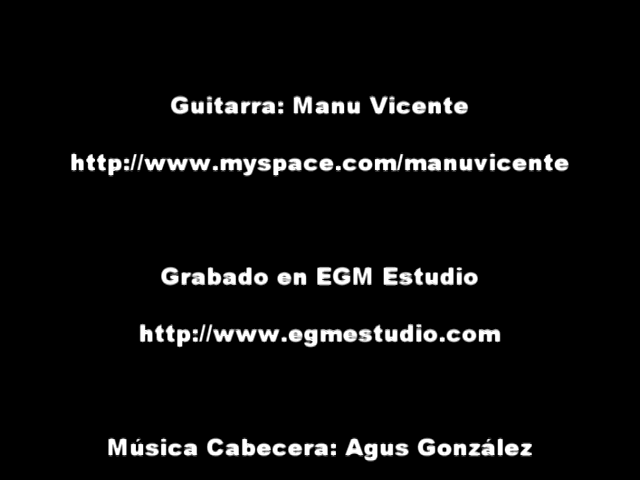 Guitarra: Manu Vicente
http://www.myspace.com/manuvicente
Grabado en EGM Estudio
http://www.egmestudio.com
Música Cabecera: Agus González